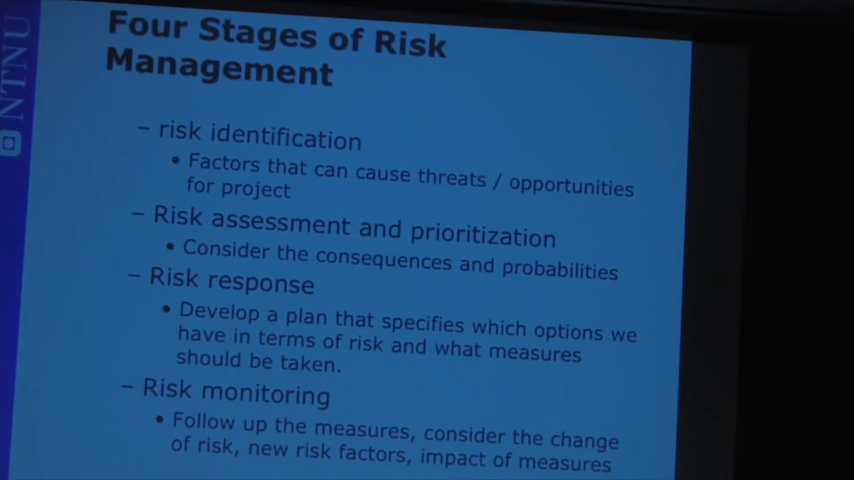 NTNU
Four Stages of Risk
Management
– risk identification
• Factors that can cause threats / opportunities
for project
– Risk assessment and prioritization
• Consider the consequences and probabilities
– Risk response
• Develop a plan that specifies which options we
have in terms of risk and what measures
should be taken.
– Risk monitoring
• Follow up the measures, consider the change
of risk, new risk factors, impact of measures